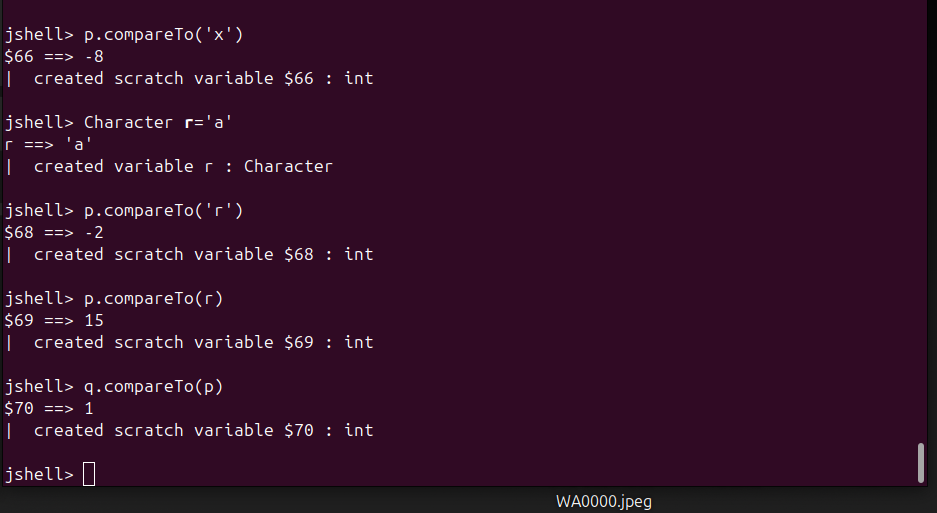 jshell> p.compareTo('x')
$66 ==> -8
|  created scratch variable $66 : int
jshell> Character r='a'
r ==> 'a'
|  created variable r : Character
jshell> p.compareTo('r')
$68 ==> -2
|  created scratch variable $68 : int
jshell> p.compareTo(r)
$69 ==> 15
|  created scratch variable $69 : int
jshell> q.compareTo(p)
$70 ==> 1
|  created scratch variable $70 : int
jshell>
WA0000.jpeg